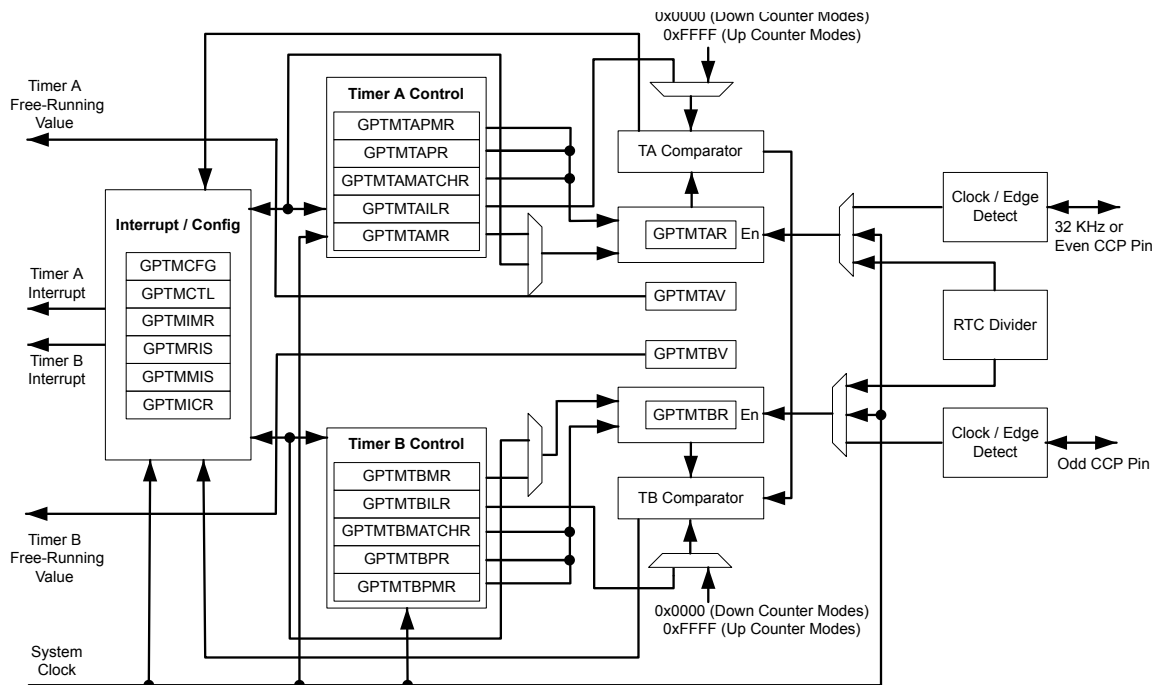 0x0000 (Down Counter Modes)
0xFFFF (Up Counter Modes)
Timer A
Free-Running
Value
Timer A Control
GPTMTAPMR
GPTMTAPR
GPTMTAMATCHR
GPTMTAILR
GPTMTAMR
TA Comparator
GPTMTAR
En
Clock / Edge
Detect
32 KHz or
Even CCP Pin
Interrupt / Config
GPTMCFG
GPTMCTL
GPTMIMR
GPTMRIS
GPTMMIS
GPTMICR
Timer A
Interrupt
Timer B
Interrupt
GPTMTAV
GPTMTBV
RTC Divider
GPTMTBR
En
Timer B Control
GPTMTBMR
GPTMTBILR
GPTMTBMATCHR
GPTMTBPR
GPTMTBPMR
TB Comparator
Clock / Edge
Detect
Odd CCP Pin
Timer B
Free-Running
Value
0x0000 (Down Counter Modes)
0xFFFF (Up Counter Modes)
System
Clock